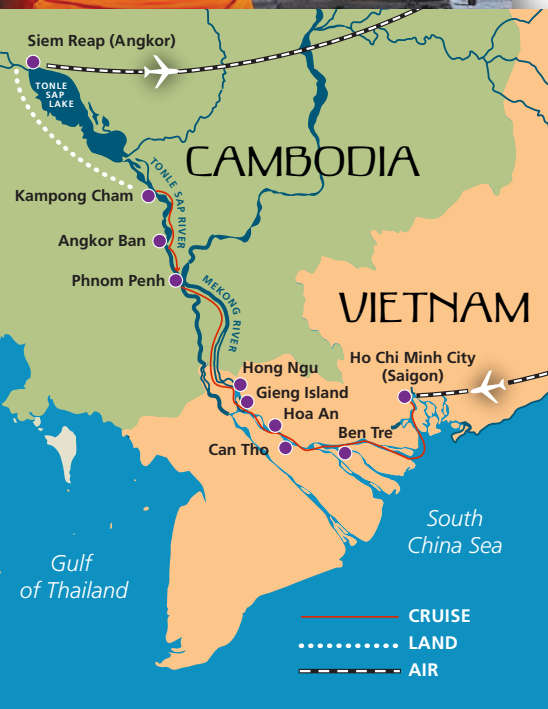 Siem Reap (Angkor)
TONLE
SAP
LAKE
CAMBODIA
TONLE SAP RIVER
Kampong Cham
Angkor Ban
Phnom Penh
MEKONG RIVER
VIETNAM
Ho Chi Minh City
(Saigon)
Hong Ngu
Gieng Island
Hoa An
Ben Tre
Can Tho
South
China Sea
Gulf
of Thailand
CRUISE
LAND
AIR